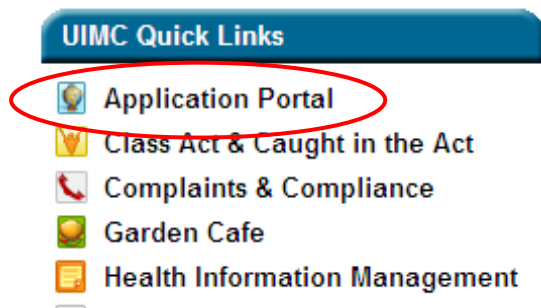 UIMC Quick Links
Application Portal
Class Act & Caught in the Act
Complaints & Compliance
Garden Cafe
Health Information Management